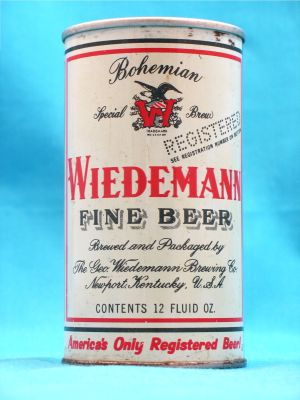 Bohemian
Special Brew
W
TRADEMARK
REGISTERED
SEE REGISTRATION NUMBER ON BOTTOM
WIEDEMANN
FINE BEER
Brewed and Packaged by
The Geo. Wiedemann Brewing Co.
Newport, Kentucky, U.S.A.
CONTENTS 12 FLUID OZ.
America's Only Registered Beer!